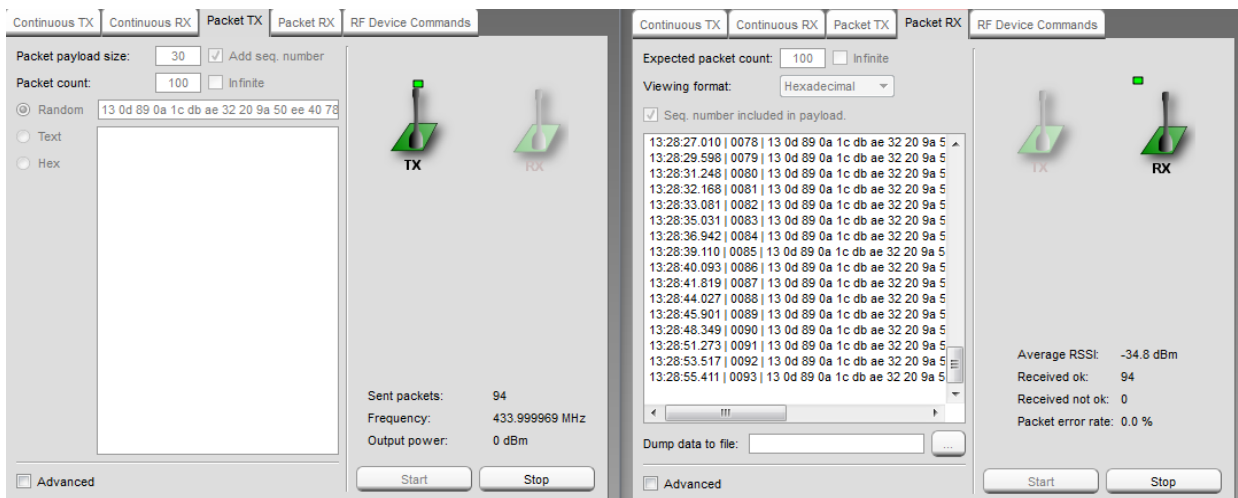 Continuous TX Continuous RX Packet TX Packet RX RF Device Commands
Packet payload size: 30 Add seq. number
Packet count: 100 Infinite
Random 13 0d 89 0a 1c db ae 32 20 9a 50 ee 40 78
Text
Hex
TX
RX
Sent packets: 94
Frequency: 433.999969 MHz
Output power: 0 dBm
Advanced
Start Stop
Continuous TX Continuous RX Packet TX Packet RX RF Device Commands
Expected packet count: 100 Infinite
Viewing format: Hexadecimal
Seq. number included in payload.
13:28:27.010 | 0078 | 13 0d 89 0a 1c db ae 32 20 9a 5
13:28:29.598 | 0079 | 13 0d 89 0a 1c db ae 32 20 9a 5
13:28:31.248 | 0080 | 13 0d 89 0a 1c db ae 32 20 9a 5
13:28:32.168 | 0081 | 13 0d 89 0a 1c db ae 32 20 9a 5
13:28:33.081 | 0082 | 13 0d 89 0a 1c db ae 32 20 9a 5
13:28:35.031 | 0083 | 13 0d 89 0a 1c db ae 32 20 9a 5
13:28:36.942 | 0084 | 13 0d 89 0a 1c db ae 32 20 9a 5
13:28:39.110 | 0085 | 13 0d 89 0a 1c db ae 32 20 9a 5
13:28:40.093 | 0086 | 13 0d 89 0a 1c db ae 32 20 9a 5
13:28:41.819 | 0087 | 13 0d 89 0a 1c db ae 32 20 9a 5
13:28:44.027 | 0088 | 13 0d 89 0a 1c db ae 32 20 9a 5
13:28:45.901 | 0089 | 13 0d 89 0a 1c db ae 32 20 9a 5
13:28:48.349 | 0090 | 13 0d 89 0a 1c db ae 32 20 9a 5
13:28:51.273 | 0091 | 13 0d 89 0a 1c db ae 32 20 9a 5
13:28:53.517 | 0092 | 13 0d 89 0a 1c db ae 32 20 9a 5
13:28:55.411 | 0093 | 13 0d 89 0a 1c db ae 32 20 9a 5
TX
RX
Average RSSI: -34.8 dBm
Received ok: 94
Received not ok: 0
Packet error rate: 0.0 %
Dump data to file: ...
Advanced
Start Stop